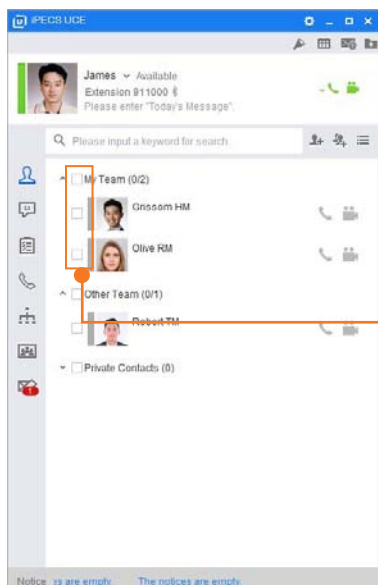 iPECS UCE
James Available
Extension 911000
Please enter "Today's Message".
Please input a keyword for search
My Team (0/2)
Grissom HM
Olive RM
Other Team (0/1)
Robert TM
Private Contacts (0)
1
Notice rs are empty. The notices are empty.